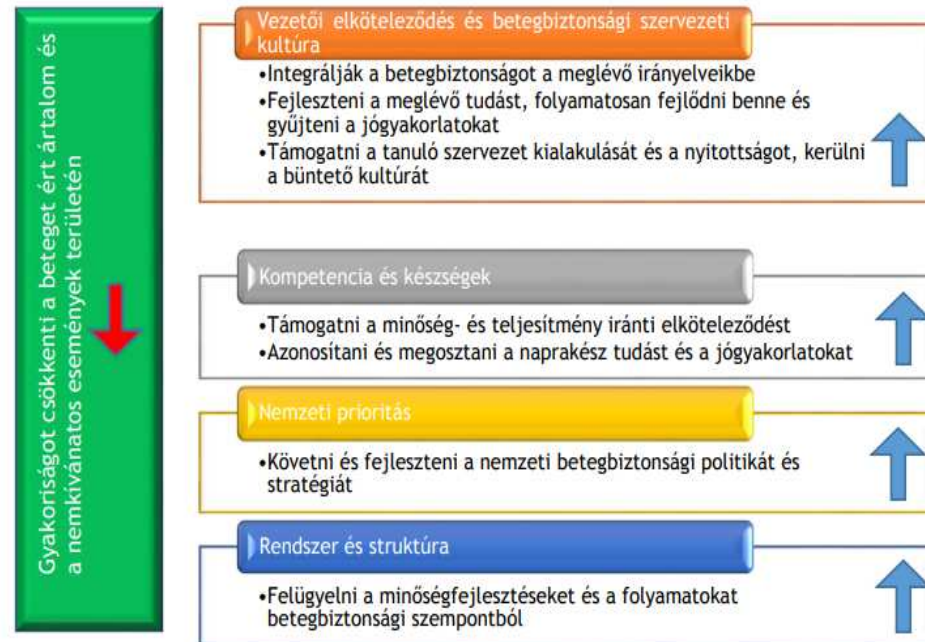 Gyakoriságot csökkenti a beteget ért ártalom és
a nemkívánatos események területén
Vezetői elköteleződés és betegbiztonsági szervezeti
kultúra
•Integrálják a betegbiztonságot a meglévő irányelveikbe
•Fejleszteni a meglévő tudást, folyamatosan fejlődni benne és
gyűjteni a jógyakorlatokat
•Támogatni a tanuló szervezet kialakulását és a nyitottságot, kerülni
a büntető kultúrát
Kompetencia és készségek
•Támogatni a minőség- és teljesítmény iránti elköteleződést
•Azonosítani és megosztani a naprakész tudást és a jógyakorlatokat
Nemzeti prioritás
•Követni és fejleszteni a nemzeti betegbiztonsági politikát és
stratégiát
Rendszer és struktúra
•Felügyelni a minőségfejlesztéseket és a folyamatokat
betegbiztonsági szempontból